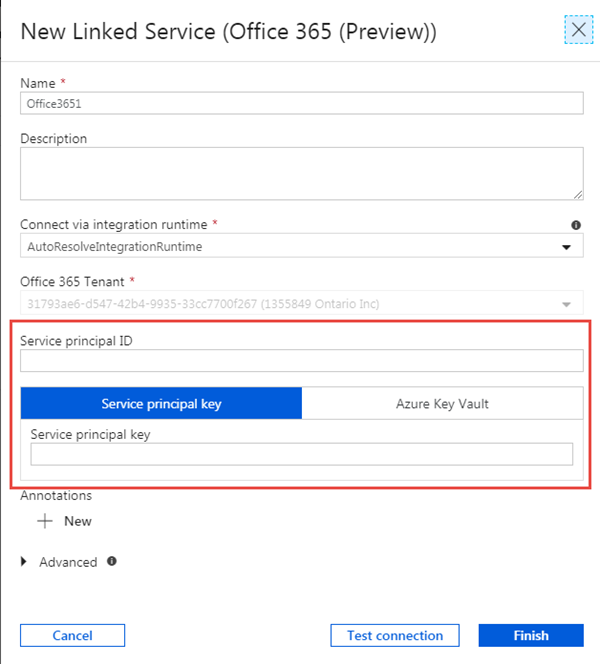 New Linked Service (Office 365 (Preview))
Name *
Office3651
Description
Connect via integration runtime *
AutoResolveIntegrationRuntime
Office 365 Tenant *
31793ae6-d547-42b4-9935-33cc7700f267 (1355849 Ontario Inc)
Service principal ID
Service principal key
Azure Key Vault
Service principal key
Annotations
New
Advanced
Cancel
Test connection
Finish